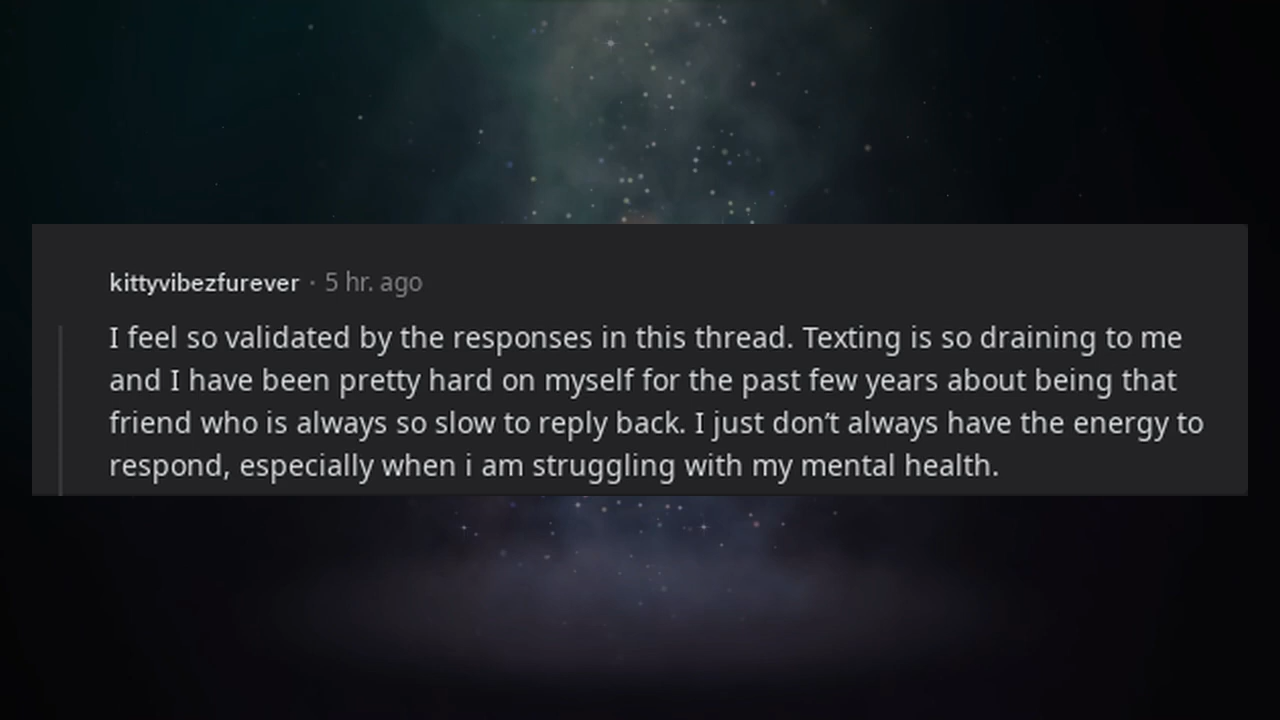 kittyvibezfurever · 5 hr. ago
I feel so validated by the responses in this thread. Texting is so draining to me
and I have been pretty hard on myself for the past few years about being that
friend who is always so slow to reply back. I just don’t always have the energy to
respond, especially when i am struggling with my mental health.